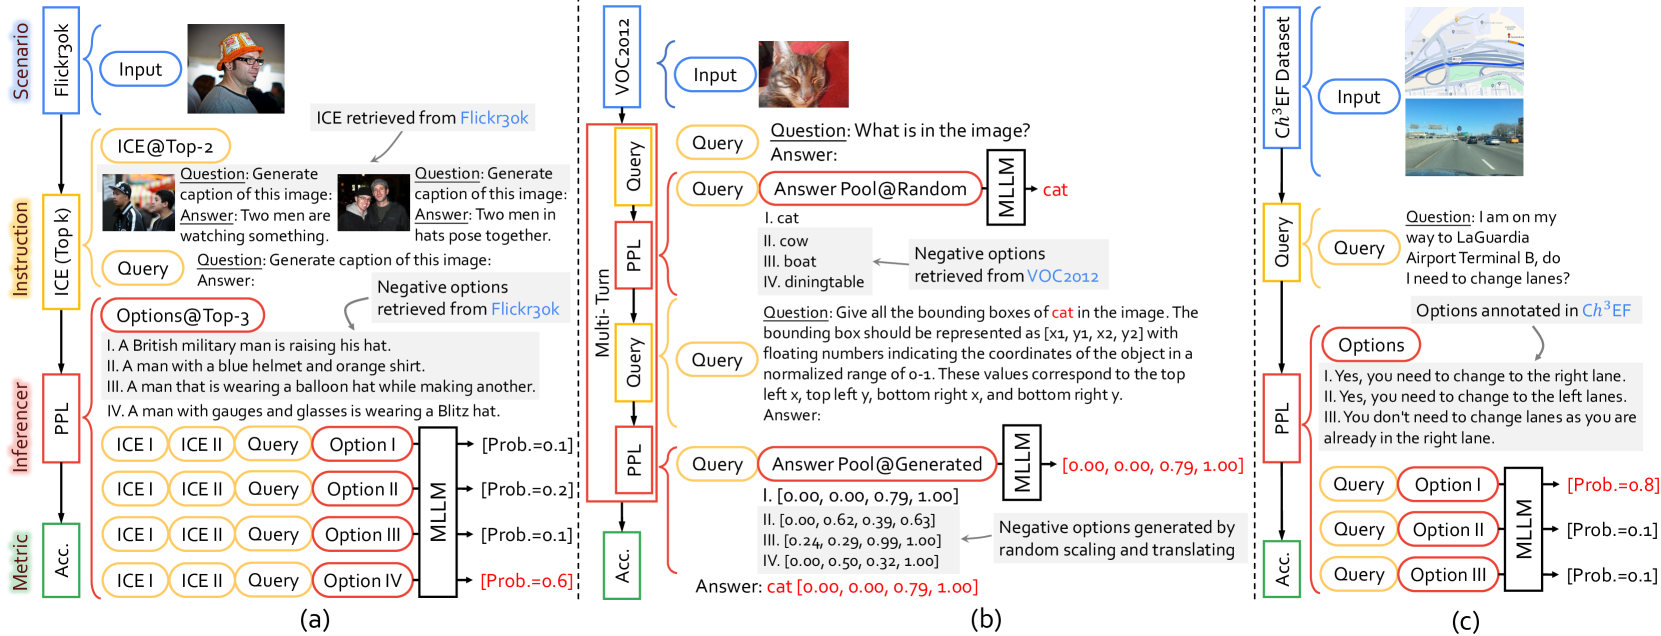 Scenario
Instruction
Inferencer
Metric
Flickr30k
ICE (Top k)
PPL
Acc.
Input
ICE retrieved from Flickr30k
ICE@Top-2
Question: Generate
caption of this image:
Answer: Two men are
watching something.
Question: Generate
caption of this image:
Answer: Two men in
hats pose together.
Query
Question: Generate caption of this image:
Answer:
Negative options
retrieved from Flickr30k
Options@Top-3
I. A British military man is raising his hat.
II. A man with a blue helmet and orange shirt.
III. A man that is wearing a balloon hat while making another.
IV. A man with gauges and glasses is wearing a Blitz hat.
ICE I ICE II Query Option I [Prob.=0.1]
ICE I ICE II Query Option II [Prob.=0.2]
ICE I ICE II Query Option III [Prob.=0.1]
ICE I ICE II Query Option IV [Prob.=0.6]
MLLM
(a)
VOC2012
Multi- Turn
Query
PPL
Query
PPL
Acc.
Input
Query
Question: What is in the image?
Answer:
Query Answer Pool@Random
MLLM
cat
I. cat
II. cow
III. boat
IV. diningtable
Negative options
retrieved from VOC2012
Query
Question: Give all the bounding boxes of cat in the image. The
bounding box should be represented as [x1, y1, x2, y2] with
floating numbers indicating the coordinates of the object in a
normalized range of 0-1. These values correspond to the top
left x, top left y, bottom right x, and bottom right y.
Answer:
Query Answer Pool@Generated
MLLM
[0.00, 0.00, 0.79, 1.00]
I. [0.00, 0.00, 0.79, 1.00]
II. [0.00, 0.62, 0.39, 0.63]
III. [0.24, 0.29, 0.99, 1.00]
IV. [0.00, 0.50, 0.32, 1.00]
Negative options generated by
random scaling and translating
Answer: cat [0.00, 0.00, 0.79, 1.00]
(b)
Ch³EF Dataset
Query
PPL
Acc.
Input
Query
Question: I am on my
way to LaGuardia
Airport Terminal B, do
I need to change lanes?
Options annotated in Ch³EF
Options
I. Yes, you need to change to the right lane.
II. Yes, you need to change to the left lanes.
III. You don't need to change lanes as you are
already in the right lane.
Query Option I [Prob.=0.8]
Query Option II [Prob.=0.1]
Query Option III [Prob.=0.1]
MLLM
(c)